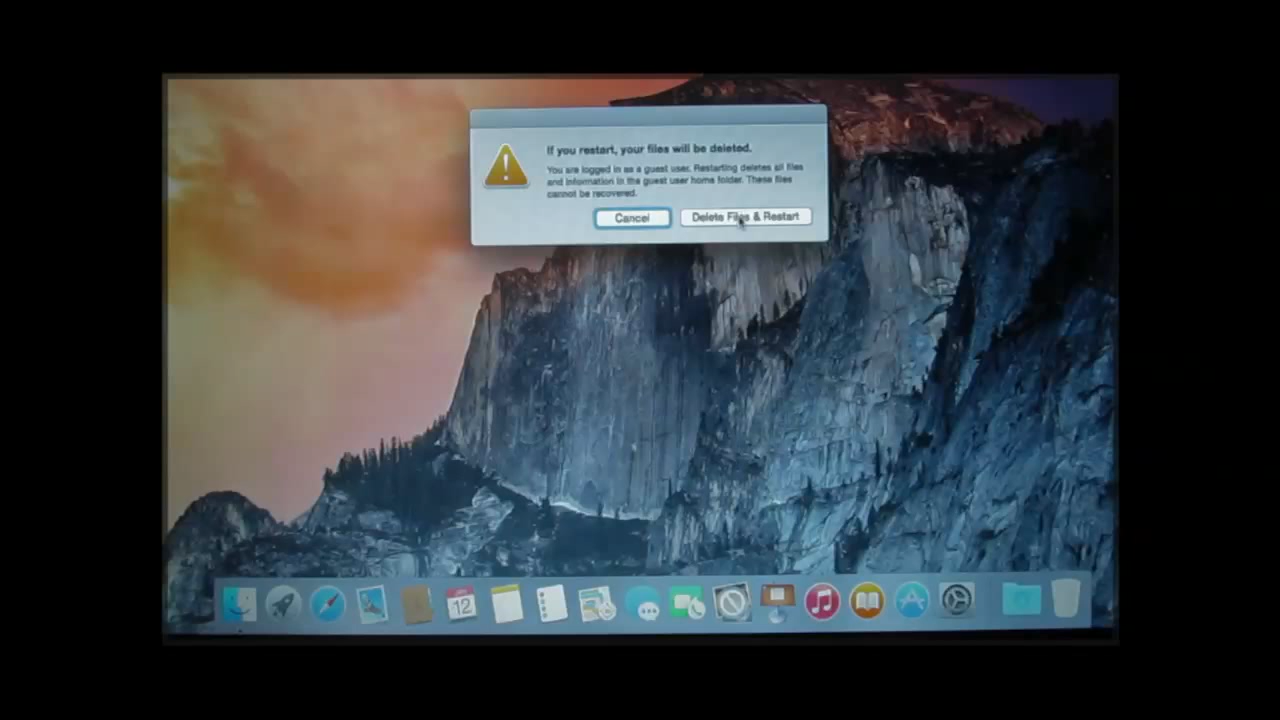 If you restart, your files will be deleted.
You are logged in as a guest user. Restarting deletes all files
and information in the guest user home folder. These files
cannot be recovered.
Cancel
Delete Files & Restart
12